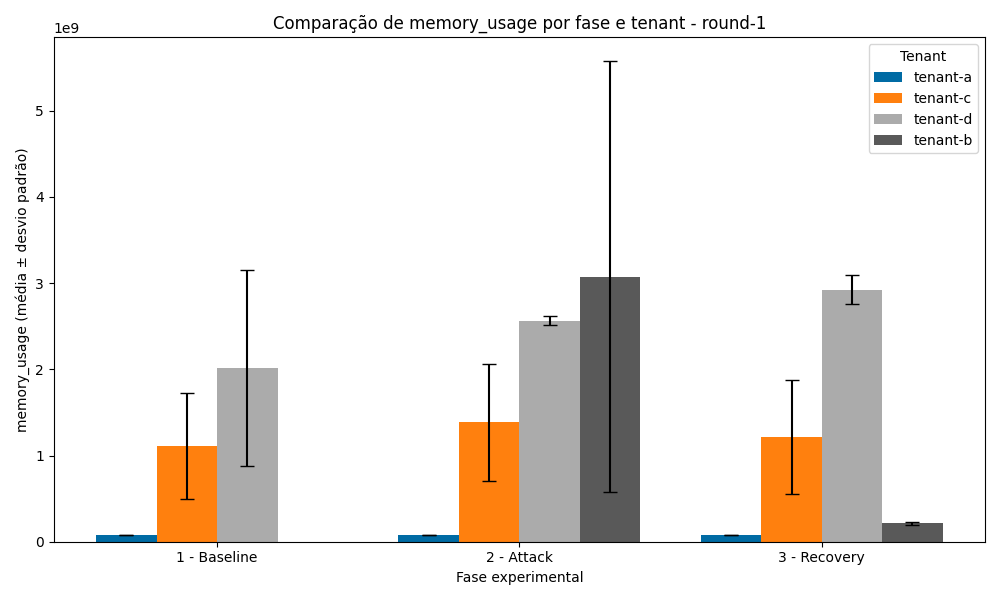 Comparação de memory_usage por fase e tenant - round-1
1e9
Tenant
tenant-a
tenant-c
tenant-d
tenant-b
memory_usage (média ± desvio padrão)
5
4
3
2
1
0
1 - Baseline
2 - Attack
3 - Recovery
Fase experimental